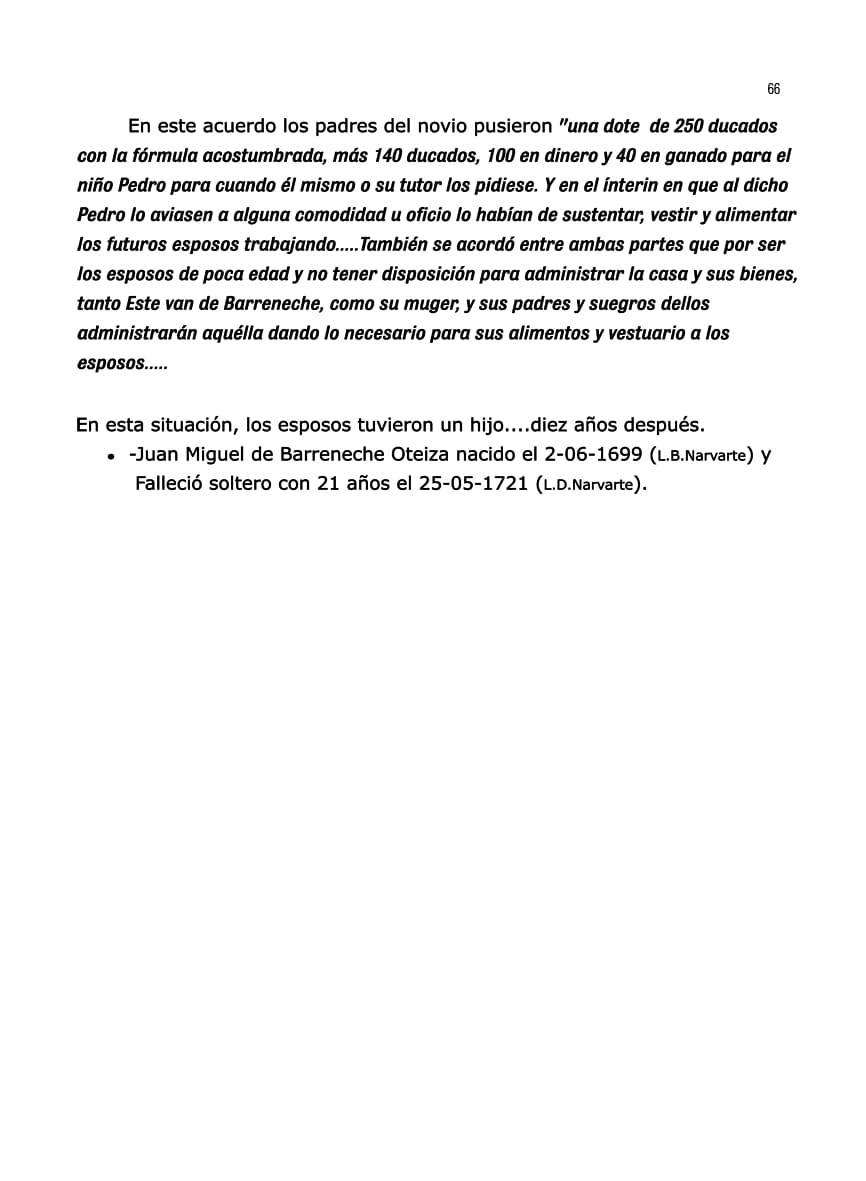 66
En este acuerdo los padres del novio pusieron "una dote de 250 ducados
con la fórmula acostumbrada, más 140 ducados, 100 en dinero y 40 en ganado para el
niño Pedro para cuando él mismo o su tutor los pidiese. Y en el ínterin en que al dicho
Pedro lo aviasen a alguna comodidad u oficio lo habían de sustentar, vestir y alimentar
los futuros esposos trabajando.....También se acordó entre ambas partes que por ser
los esposos de poca edad y no tener disposición para administrar la casa y sus bienes,
tanto Este van de Barreneche, como su muger, y sus padres y suegros dellos
administrarán aquélla dando lo necesario para sus alimentos y vestuario a los
esposos.....
En esta situación, los esposos tuvieron un hijo....diez años después.
• -Juan Miguel de Barreneche Oteiza nacido el 2-06-1699 (L.B.Narvarte) y
Falleció soltero con 21 años el 25-05-1721 (L.D.Narvarte).